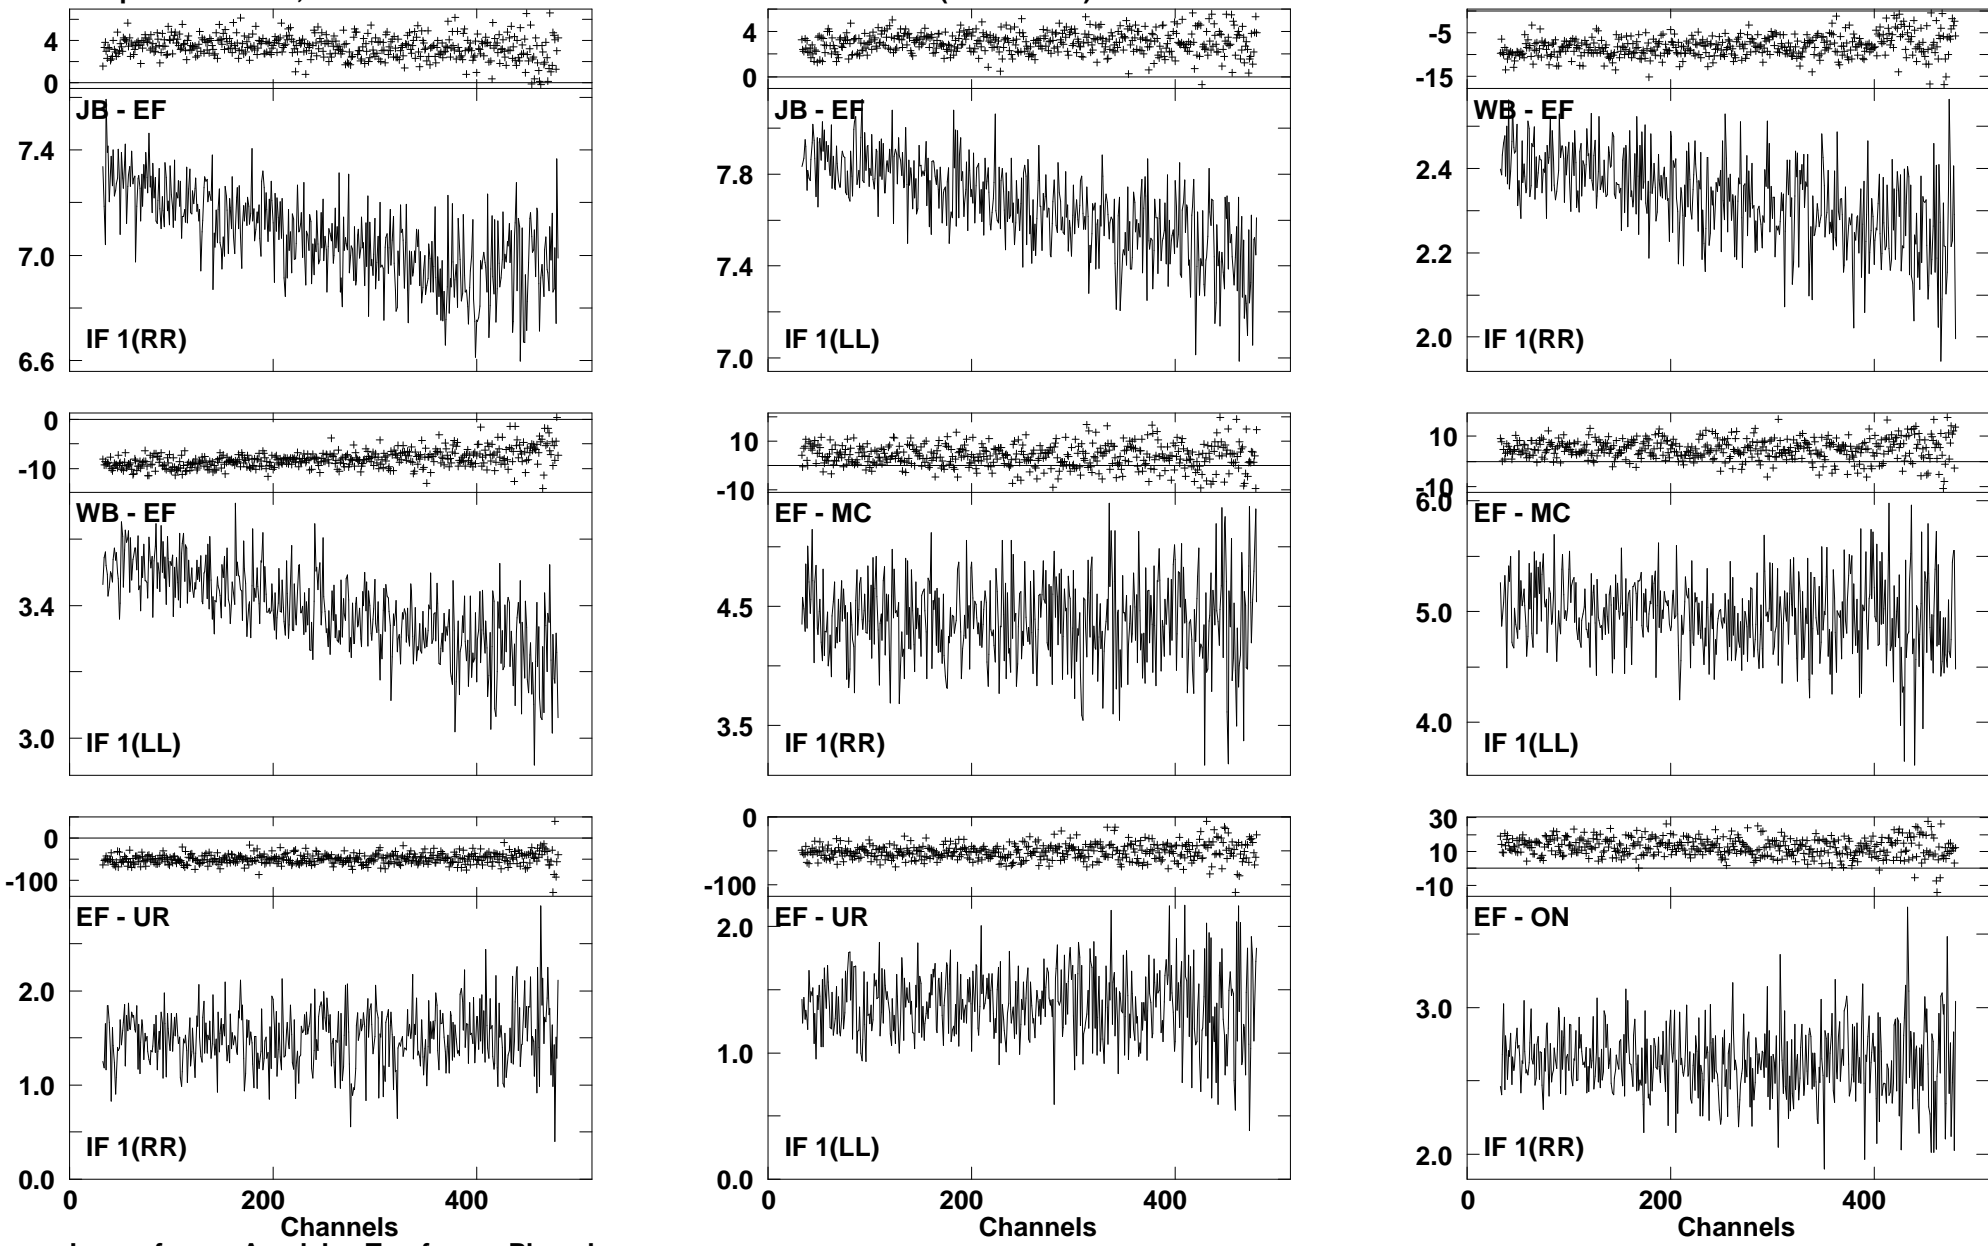 4
0
JB - EF
7.4
7.0
6.6
IF 1(RR)
4
0
JB - EF
7.8
7.4
7.0
IF 1(LL)
-5
-15
WB - EF
2.4
2.2
2.0
IF 1(RR)
0
-10
WB - EF
3.4
3.0
IF 1(LL)
10
-10
EF - MC
4.5
3.5
IF 1(RR)
10
-10
6.0
EF - MC
5.0
4.0
IF 1(LL)
0
-100
EF - UR
2.0
1.0
0.0
IF 1(RR)
0 200 400
Channels
0
-100
EF - UR
2.0
1.0
0.0
IF 1(LL)
0 200 400
Channels
30
10
-10
EF - ON
3.0
2.0
IF 1(RR)
0 200 400
Channels